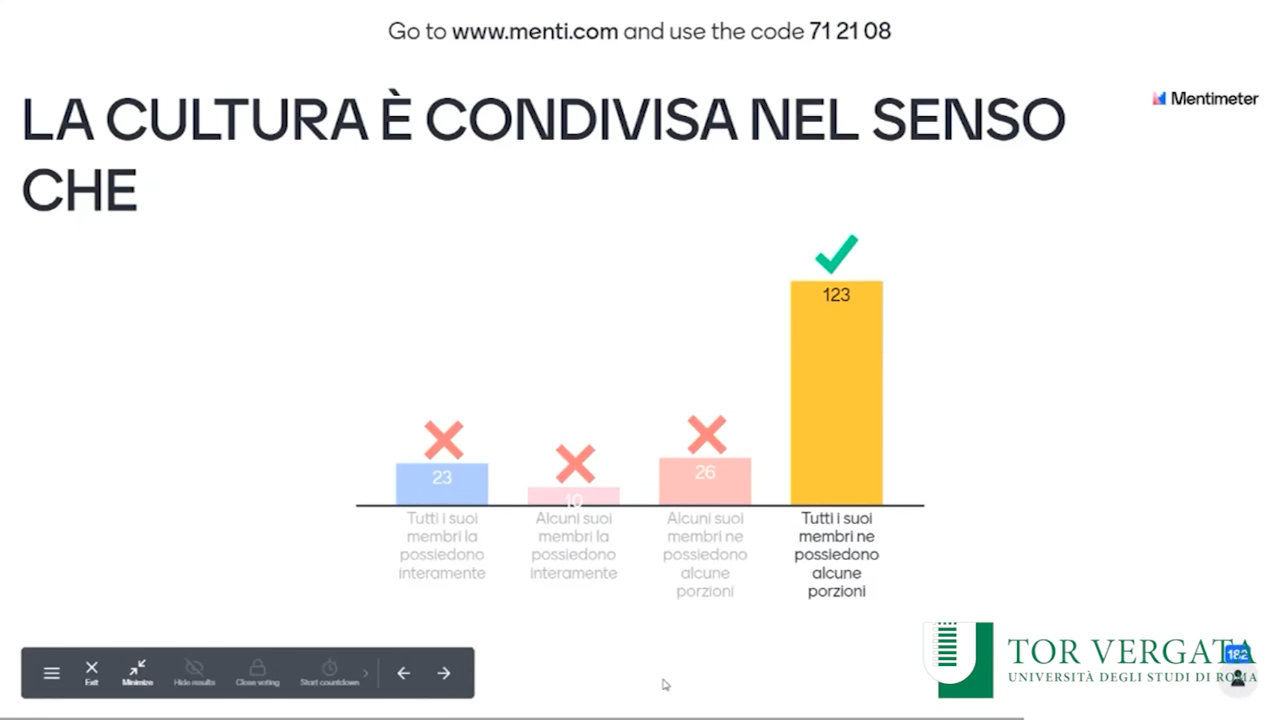 Go to www.menti.com and use the code 71 21 08
Mentimeter
LA CULTURA È CONDIVISA NEL SENSO
CHE
123
23
10
26
Tutti i suoi
membri la
possiedono
interamente
Alcuni suoi
membri la
possiedono
interamente
Alcuni suoi
membri ne
possiedono
alcune
porzioni
Tutti i suoi
membri ne
possiedono
alcune
porzioni
Exit
Minimize
Hide results
Close voting
Start countdown
TOR VERGATA
UNIVERSITÀ DEGLI STUDI DI ROMA
182